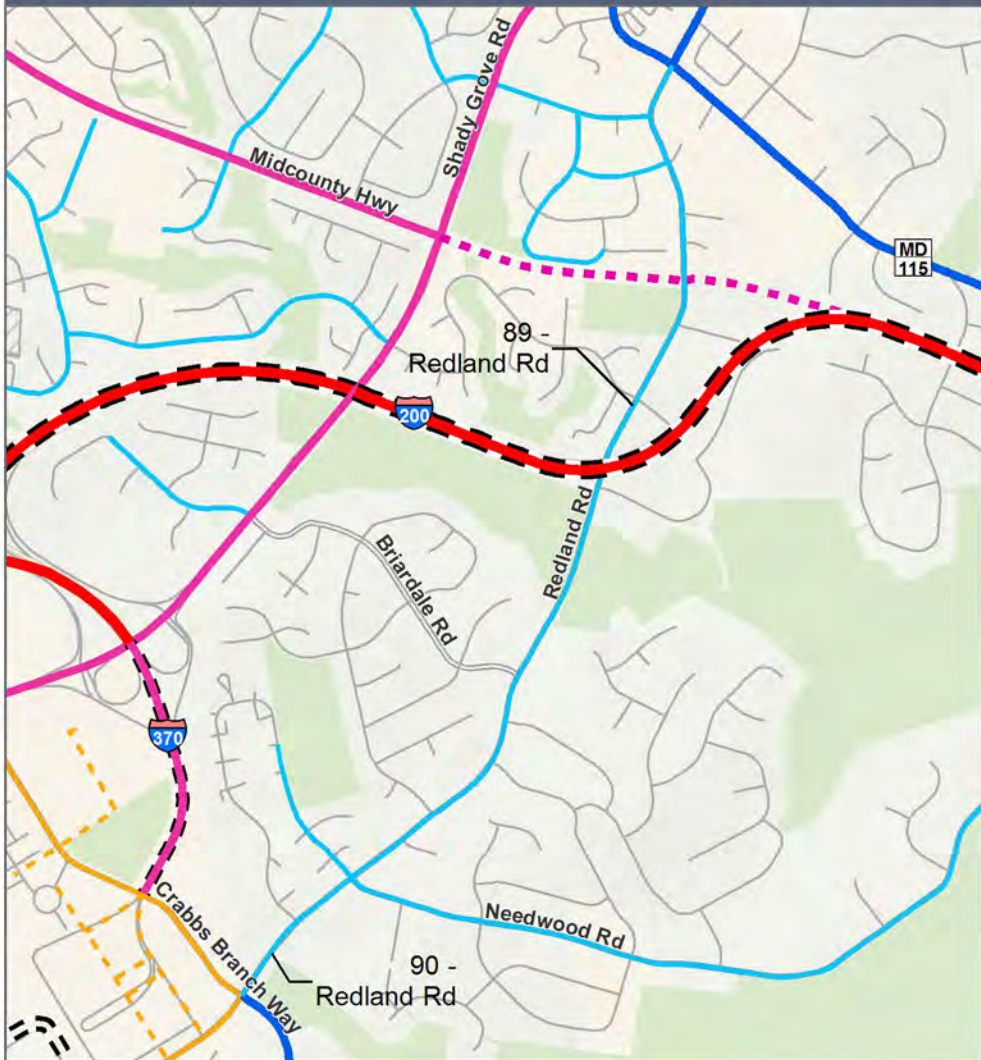 Shady Grove Rd
Midcounty Hwy
MD
115
89 -
Redland Rd
200
Redland Rd
Briardale Rd
370
Crabbs Branch Way
Needwood Rd
90 -
Redland Rd